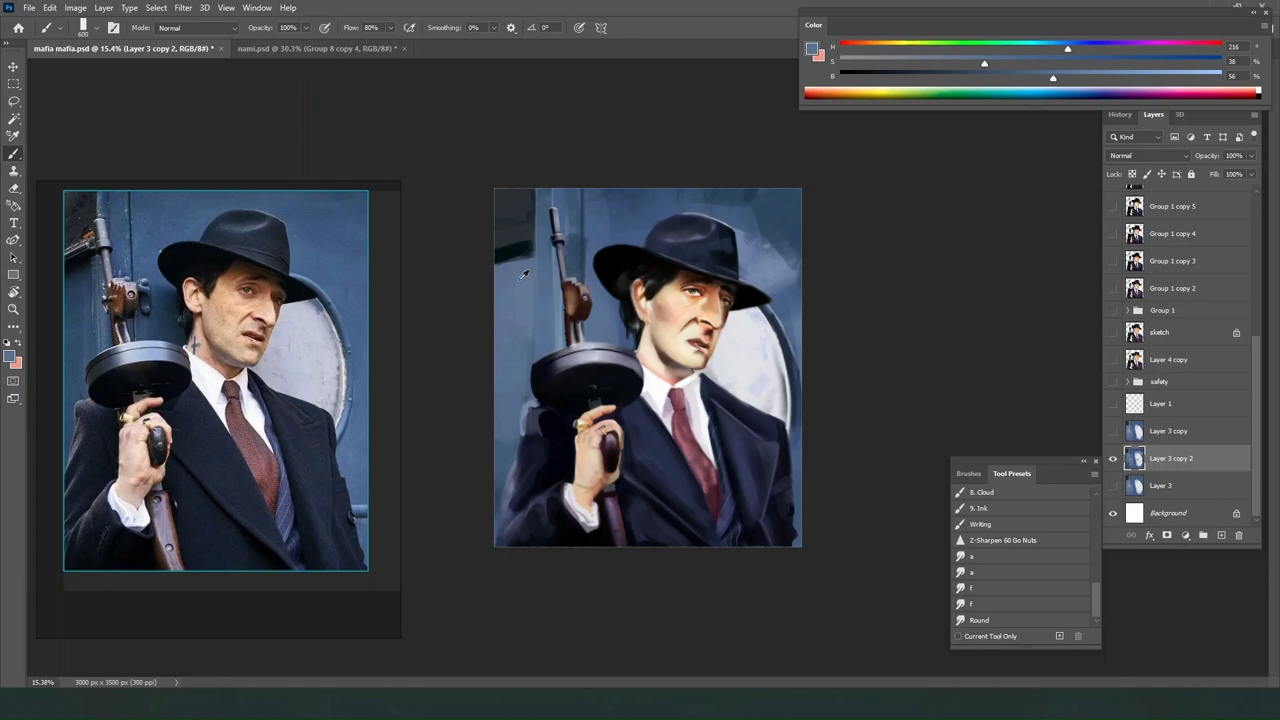 Ps File Edit Image Layer Type Select Filter 3D View Window Help
Mode: Normal Opacity: 100% Flow: 80% Smoothing: 0% 0°
600
mafia mafia.psd @ 15.4% (Layer 3 copy 2, RGB/8#) * × nami.psd @ 30.3% (Group 8 copy 4, RGB/8#) * ×
Color
H 216 °
S 38 %
B 56 %
History Layers 3D
Kind
Normal Opacity: 100%
Lock: Fill: 100%
Group 1 copy 5
Group 1 copy 4
Group 1 copy 3
Group 1 copy 2
Group 1
sketch
Layer 4 copy
safety
Layer 1
Layer 3 copy
Layer 3 copy 2
Layer 3
Background
fx
Brushes Tool Presets
8. Cloud
9. Ink
Writing
Z-Sharpen 60 Go Nuts
a
a
f
f
Round
Current Tool Only
15.38% 3000 px x 3500 px (300 ppi)